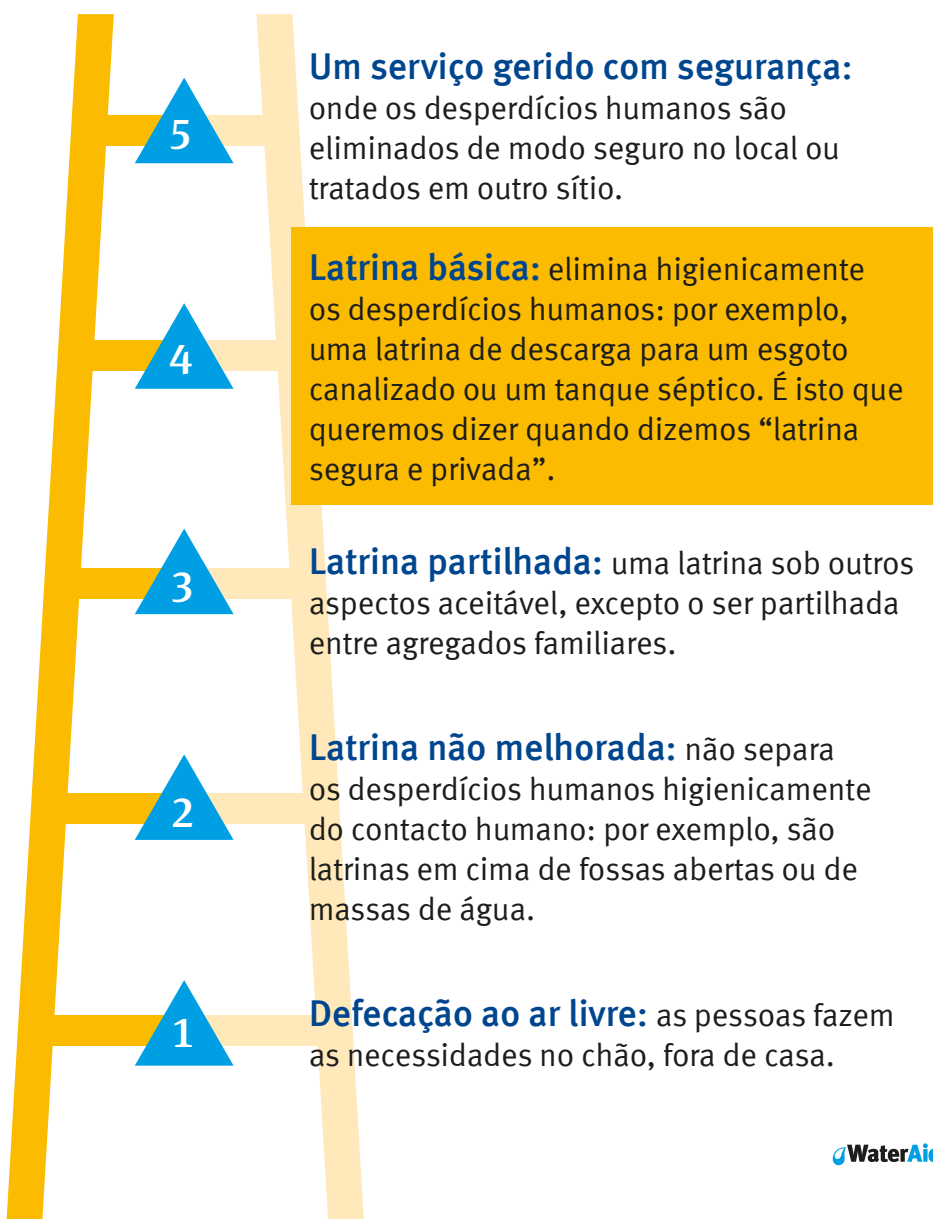 5
Um serviço gerido com segurança:
onde os desperdícios humanos são
eliminados de modo seguro no local ou
tratados em outro sítio.
4
Latrina básica: elimina higienicamente
os desperdícios humanos: por exemplo,
uma latrina de descarga para um esgoto
canalizado ou um tanque séptico. É isto que
queremos dizer quando dizemos “latrina
segura e privada”.
3
Latrina partilhada: uma latrina sob outros
aspectos aceitável, excepto o ser partilhada
entre agregados familiares.
2
Latrina não melhorada: não separa
os desperdícios humanos higienicamente
do contacto humano: por exemplo, são
latrinas em cima de fossas abertas ou de
massas de água.
1
Defecação ao ar livre: as pessoas fazem
as necessidades no chão, fora de casa.
WaterAid